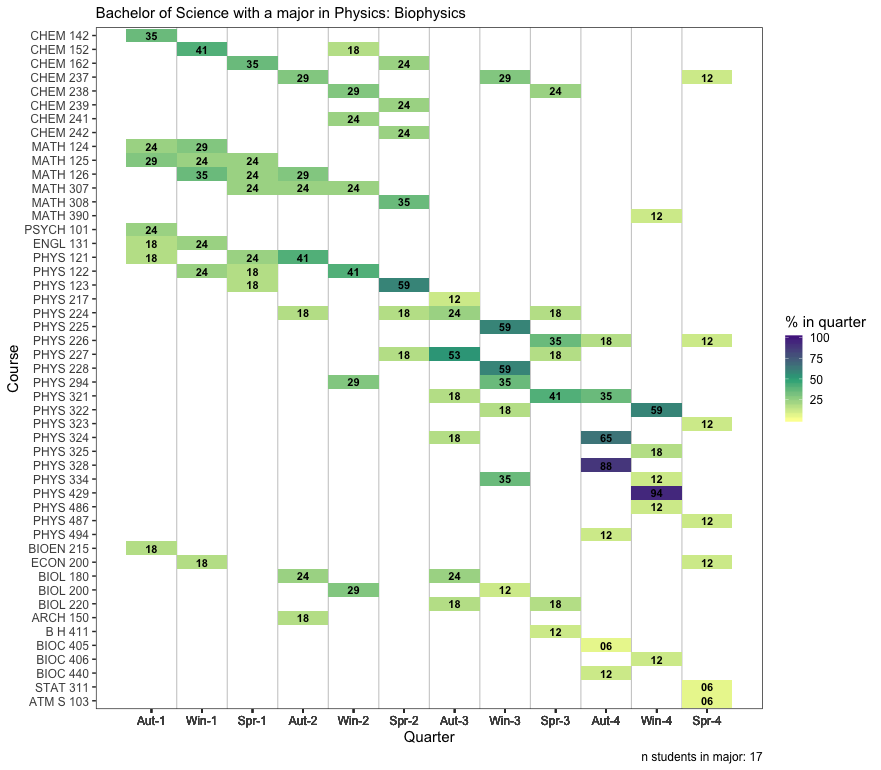 Bachelor of Science with a major in Physics: Biophysics
CHEM 142 35
CHEM 152 41 18
CHEM 162 35 24
CHEM 237 29 29 12
CHEM 238 29 24
CHEM 239 24
CHEM 241 24
CHEM 242 24
MATH 124 24 29
MATH 125 29 24 24
MATH 126 35 24 29
MATH 307 24 24 24
MATH 308 35
MATH 390 12
PSYCH 101 24
ENGL 131 18 24
PHYS 121 18 24 41
PHYS 122 24 18 41
PHYS 123 18 59
PHYS 217 12
PHYS 224 18 18 24 18
PHYS 225 59
PHYS 226 35 18 12
PHYS 227 18 53 18
PHYS 228 59
PHYS 294 29 35
PHYS 321 18 41 35
PHYS 322 18 59
PHYS 323 12
PHYS 324 18 65
PHYS 325 18
PHYS 328 88
PHYS 334 35 12
PHYS 429 94
PHYS 486 12
PHYS 487 12
PHYS 494 12
BIOEN 215 18
ECON 200 18 12
BIOL 180 24 24
BIOL 200 29 12
BIOL 220 18 18
ARCH 150 18
B H 411 12
BIOC 405 06
BIOC 406 12
BIOC 440 12
STAT 311 06
ATM S 103 06
Course
Aut-1 Win-1 Spr-1 Aut-2 Win-2 Spr-2 Aut-3 Win-3 Spr-3 Aut-4 Win-4 Spr-4
Quarter
% in quarter
100
75
50
25
n students in major: 17